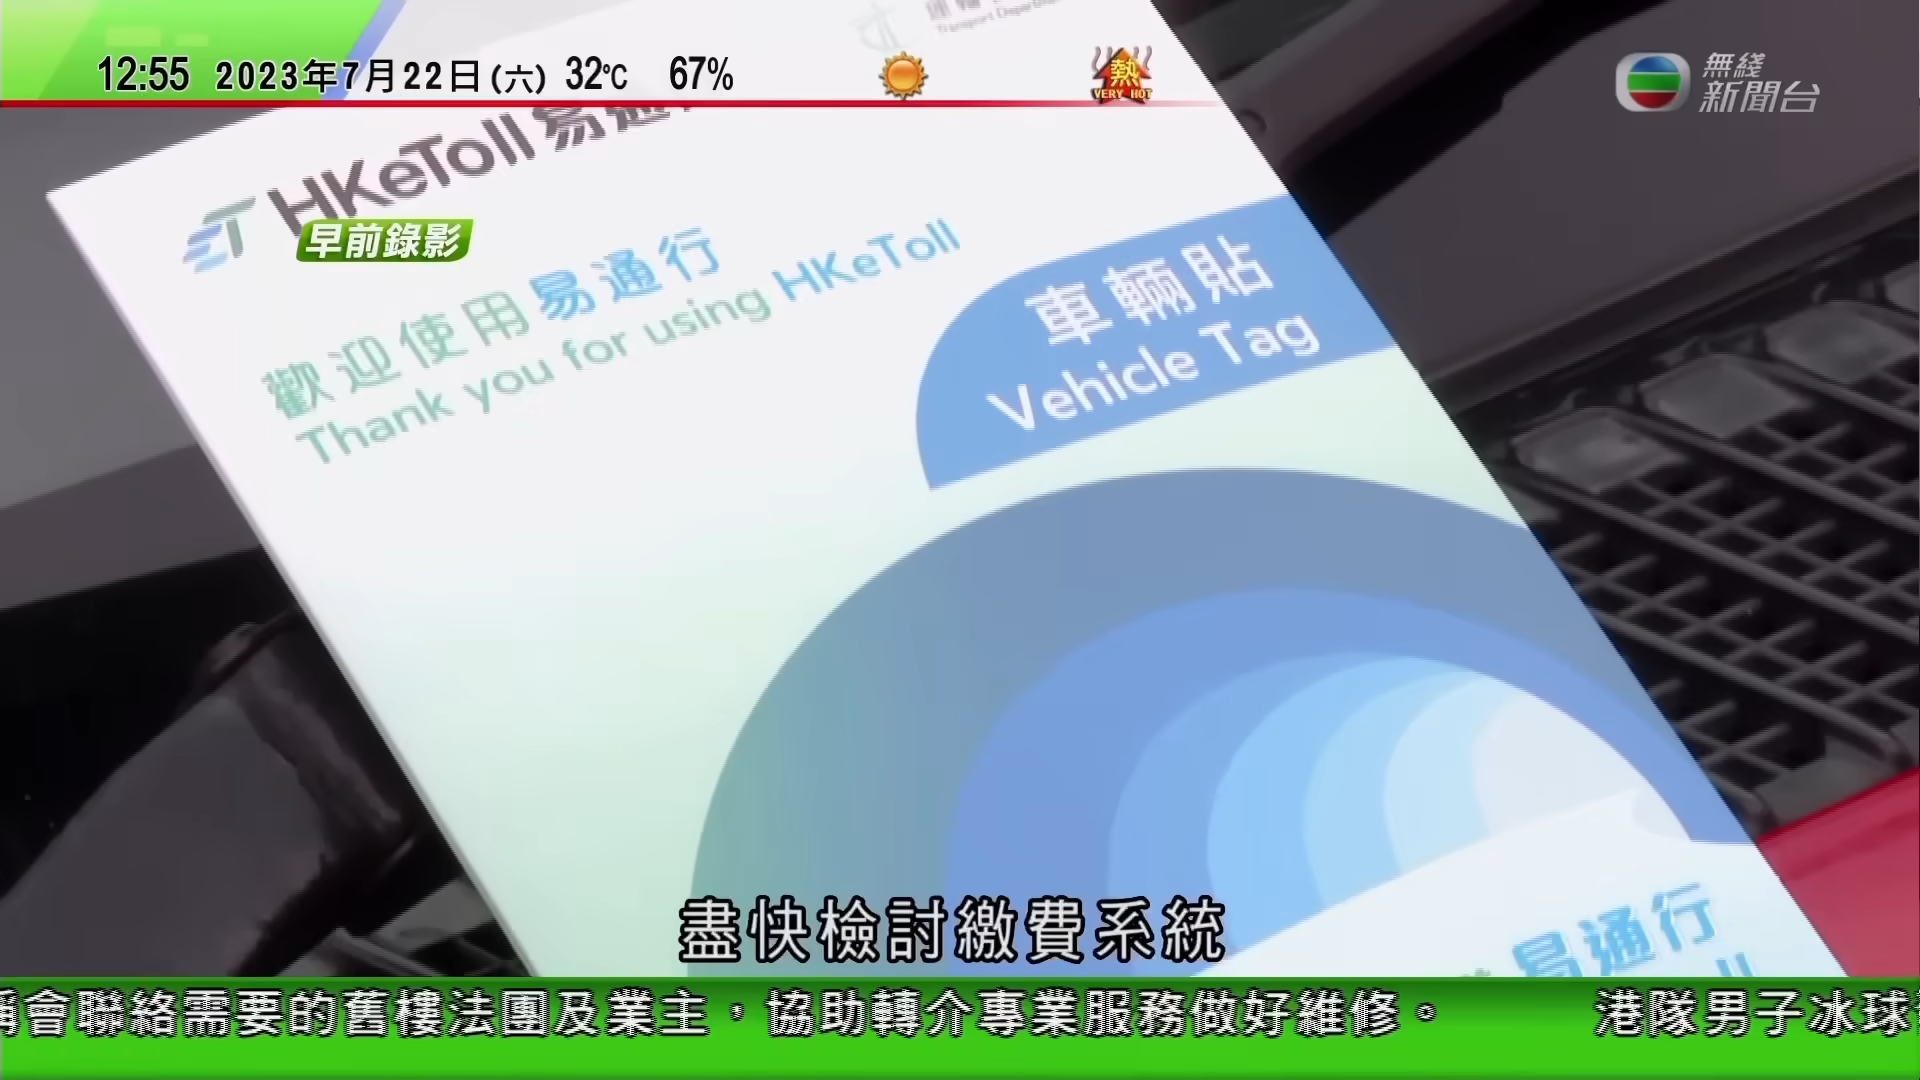 12:55 2023年7月22日(六) 32℃ 67%
熱
VERY HOT
無綫
新聞台
Transport Department
HKeToll 易通
早前錄影
歡迎使用易通行
Thank you for using HKeToll
車輛貼
Vehicle Tag
易通行
盡快檢討繳費系統
會聯絡需要的舊樓法團及業主,協助轉介專業服務做好維修。 港隊男子冰球